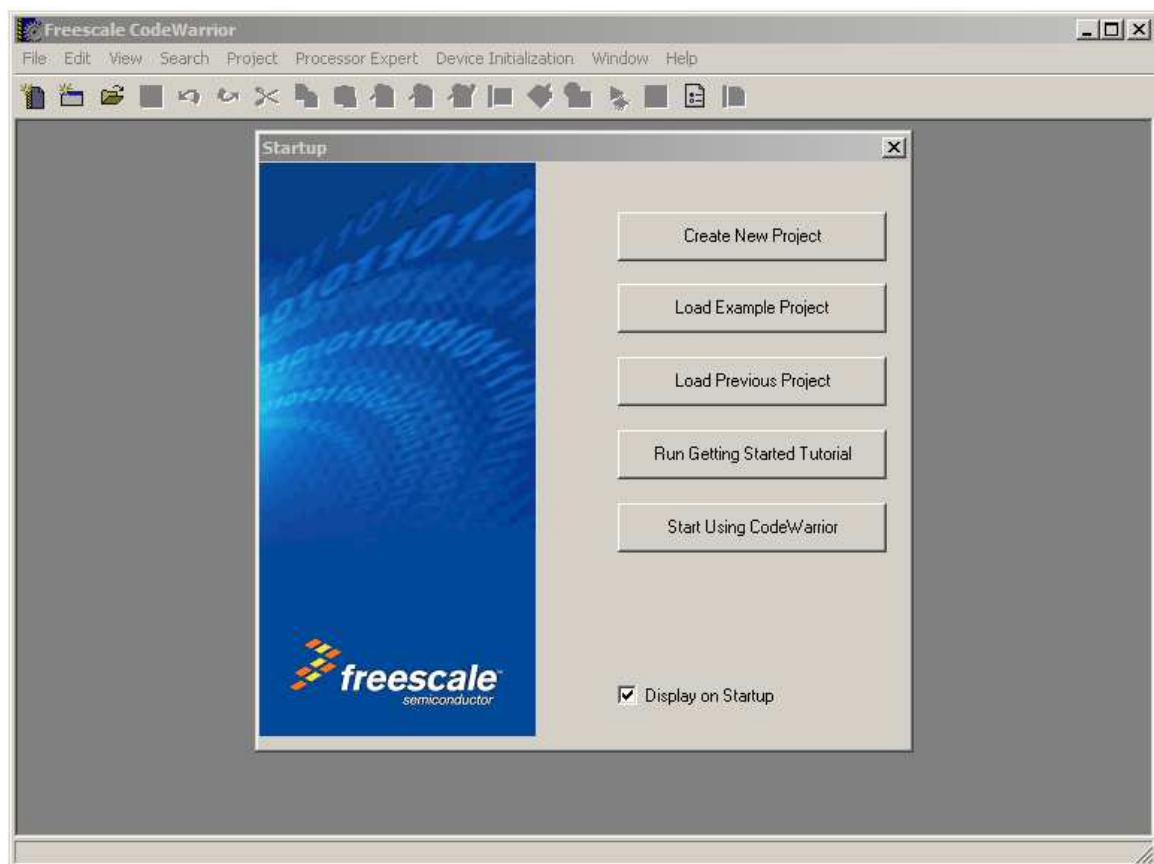 Freescale CodeWarrior
File Edit View Search Project Processor Expert Device Initialization Window Help
Startup
Create New Project
Load Example Project
Load Previous Project
Run Getting Started Tutorial
Start Using CodeWarrior
freescale™
semiconductor
Display on Startup